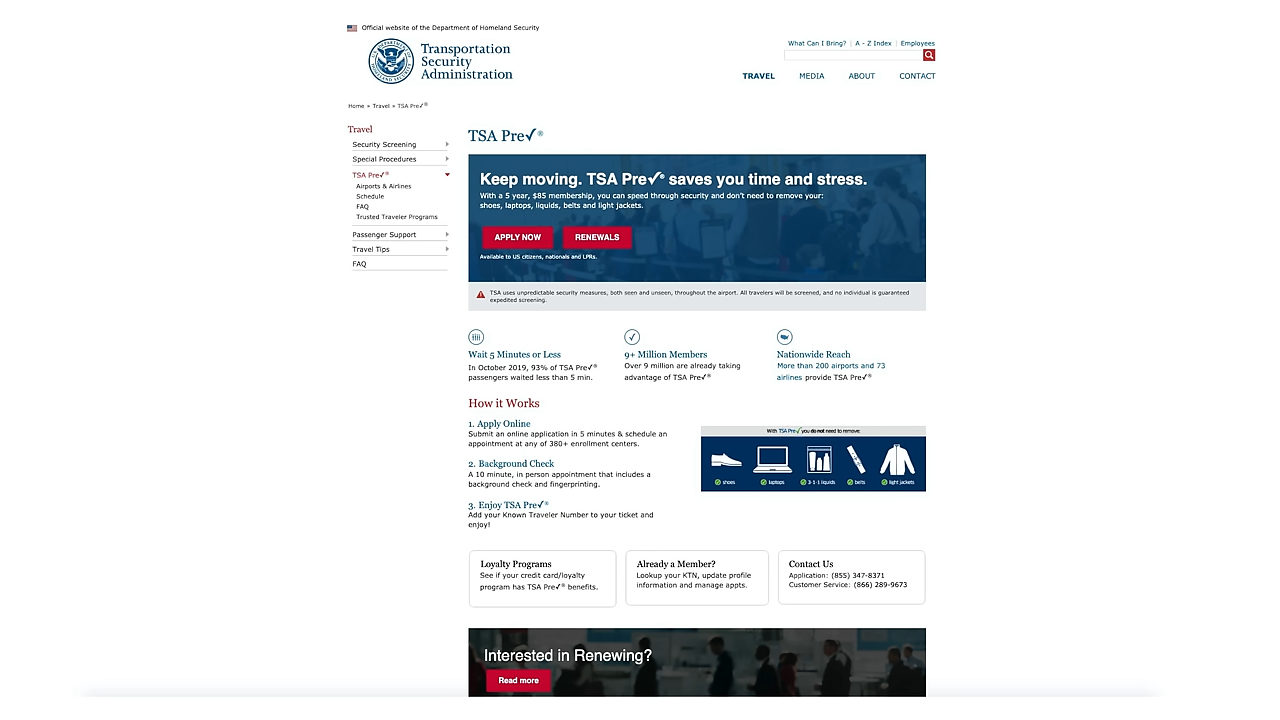 Official website of the Department of Homeland Security
Transportation
Security
Administration
What Can I Bring? | A - Z Index | Employees
TRAVEL MEDIA ABOUT CONTACT
Home » Travel » TSA Pre✓®
Travel
Security Screening
Special Procedures
TSA Pre✓®
Airports & Airlines
Schedule
FAQ
Trusted Traveler Programs
Passenger Support
Travel Tips
FAQ
TSA Pre✓®
Keep moving. TSA Pre✓® saves you time and stress.
With a 5 year, $85 membership, you can speed through security and don't need to remove your:
shoes, laptops, liquids, belts and light jackets.
APPLY NOW RENEWALS
Available to US citizens, nationals and LPRs.
TSA uses unpredictable security measures, both seen and unseen, throughout the airport. All travelers will be screened, and no individual is guaranteed
expedited screening.
Wait 5 Minutes or Less
In October 2019, 93% of TSA Pre✓®
passengers waited less than 5 min.
9+ Million Members
Over 9 million are already taking
advantage of TSA Pre✓®
Nationwide Reach
More than 200 airports and 73
airlines provide TSA Pre✓®
How it Works
1. Apply Online
Submit an online application in 5 minutes & schedule an
appointment at any of 380+ enrollment centers.
2. Background Check
A 10 minute, in person appointment that includes a
background check and fingerprinting.
3. Enjoy TSA Pre✓®
Add your Known Traveler Number to your ticket and
enjoy!
With TSA Pre✓ you do not need to remove:
shoes laptops 3-1-1 liquids belts light jackets
Loyalty Programs
See if your credit card/loyalty
program has TSA Pre✓® benefits.
Already a Member?
Lookup your KTN, update profile
information and manage appts.
Contact Us
Application: (855) 347-8371
Customer Service: (866) 289-9673
Interested in Renewing?
Read more